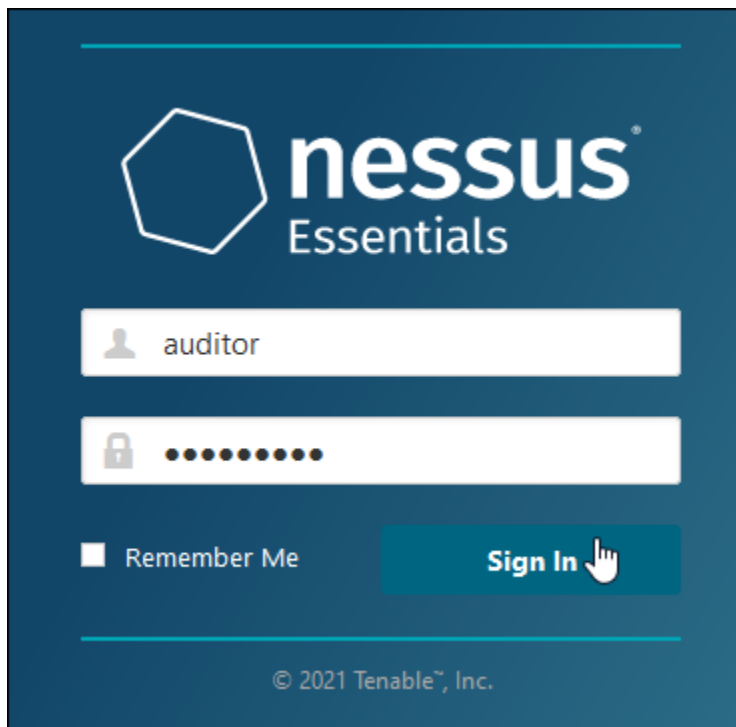 nessus®
Essentials
auditor
●●●●●●●●●
Remember Me
Sign In
© 2021 Tenable™, Inc.